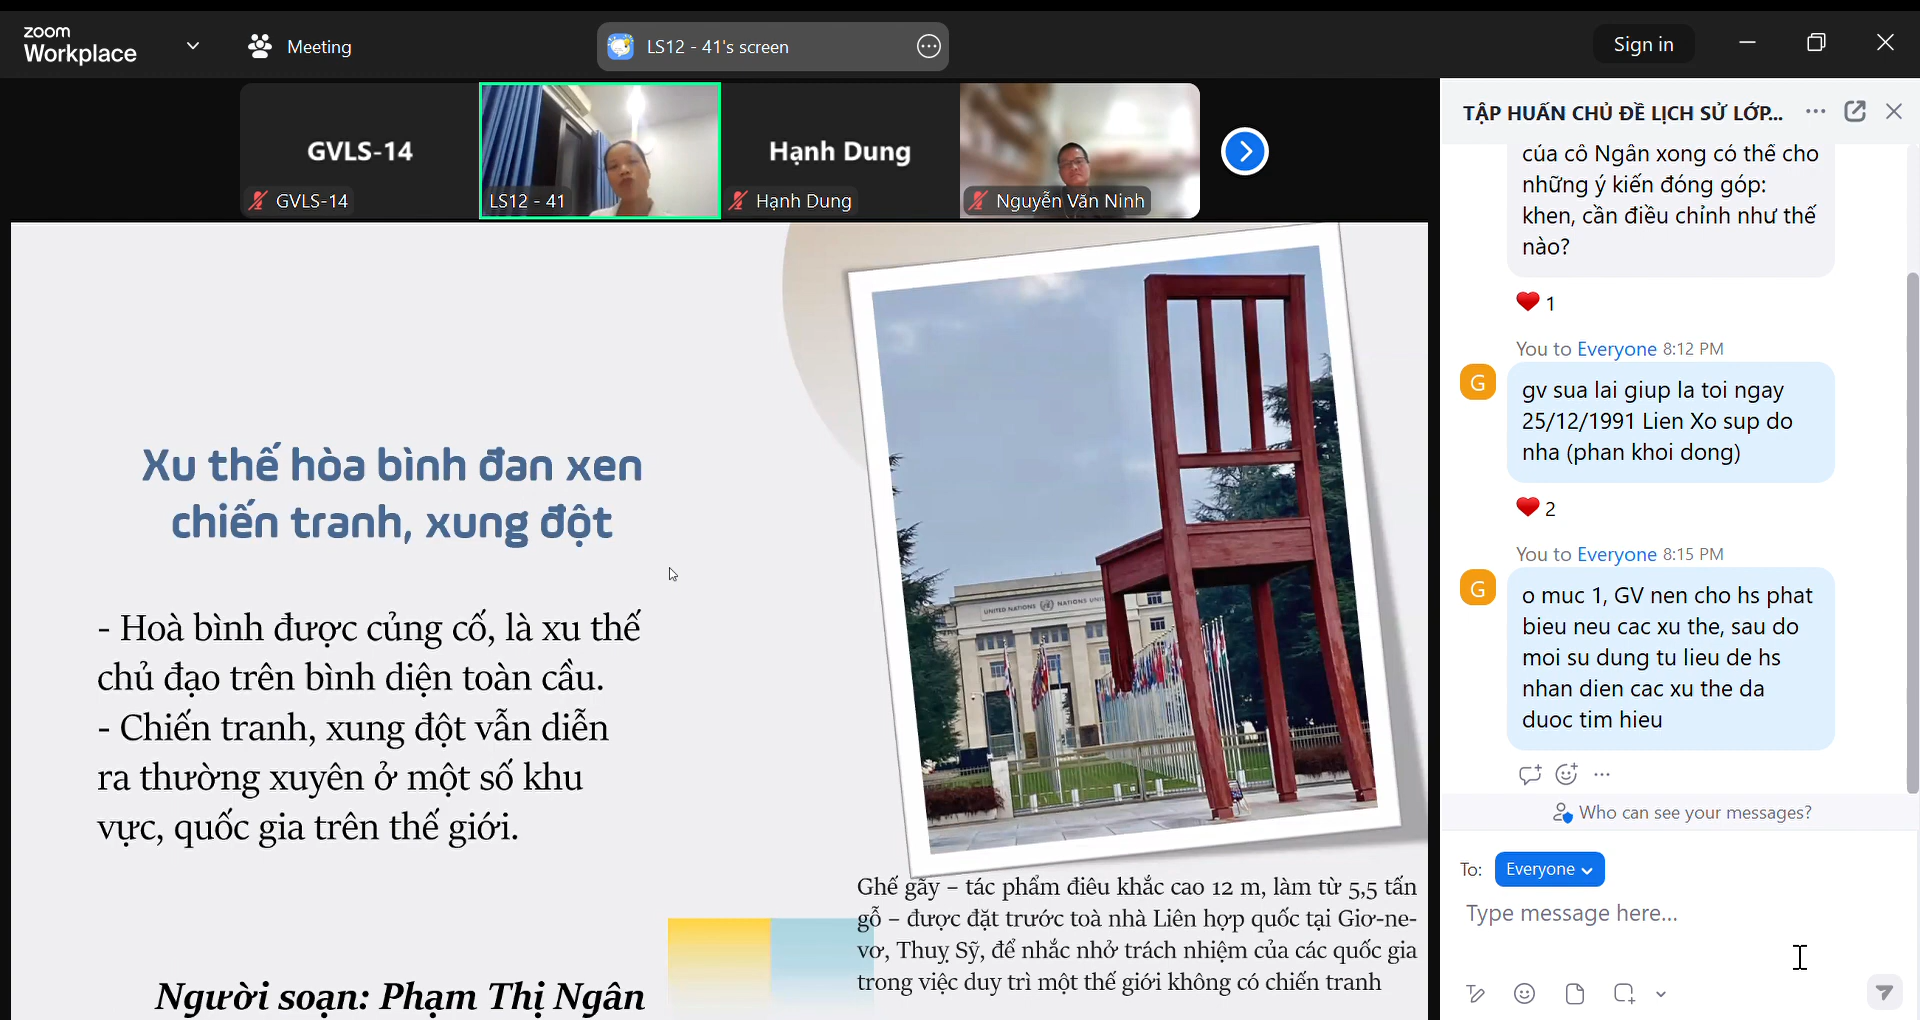 zoom
Workplace
Meeting
LS12 - 41's screen
Sign in
GVLS-14
GVLS-14
LS12 - 41
Hạnh Dung
Hạnh Dung
Nguyễn Văn Ninh
Xu thế hòa bình đan xen
chiến tranh, xung đột
- Hoà bình được củng cố, là xu thế
chủ đạo trên bình diện toàn cầu.
- Chiến tranh, xung đột vẫn diễn
ra thường xuyên ở một số khu
vực, quốc gia trên thế giới.
Người soạn: Phạm Thị Ngân
UNITED NATIONS
NATIONS UNI
Ghế gãy – tác phẩm điêu khắc cao 12 m, làm từ 5,5 tấn
gỗ – được đặt trước toà nhà Liên hợp quốc tại Giơ-ne-
vơ, Thuỵ Sỹ, để nhắc nhở trách nhiệm của các quốc gia
trong việc duy trì một thế giới không có chiến tranh
TẬP HUẤN CHỦ ĐỀ LỊCH SỬ LỚP...
của cô Ngân xong có thể cho
những ý kiến đóng góp:
khen, cần điều chỉnh như thế
nào?
1
You to Everyone 8:12 PM
G
gv sua lai giup la toi ngay
25/12/1991 Lien Xo sup do
nha (phan khoi dong)
2
You to Everyone 8:15 PM
G
o muc 1, GV nen cho hs phat
bieu neu cac xu the, sau do
moi su dung tu lieu de hs
nhan dien cac xu the da
duoc tim hieu
Who can see your messages?
To: Everyone
Type message here...